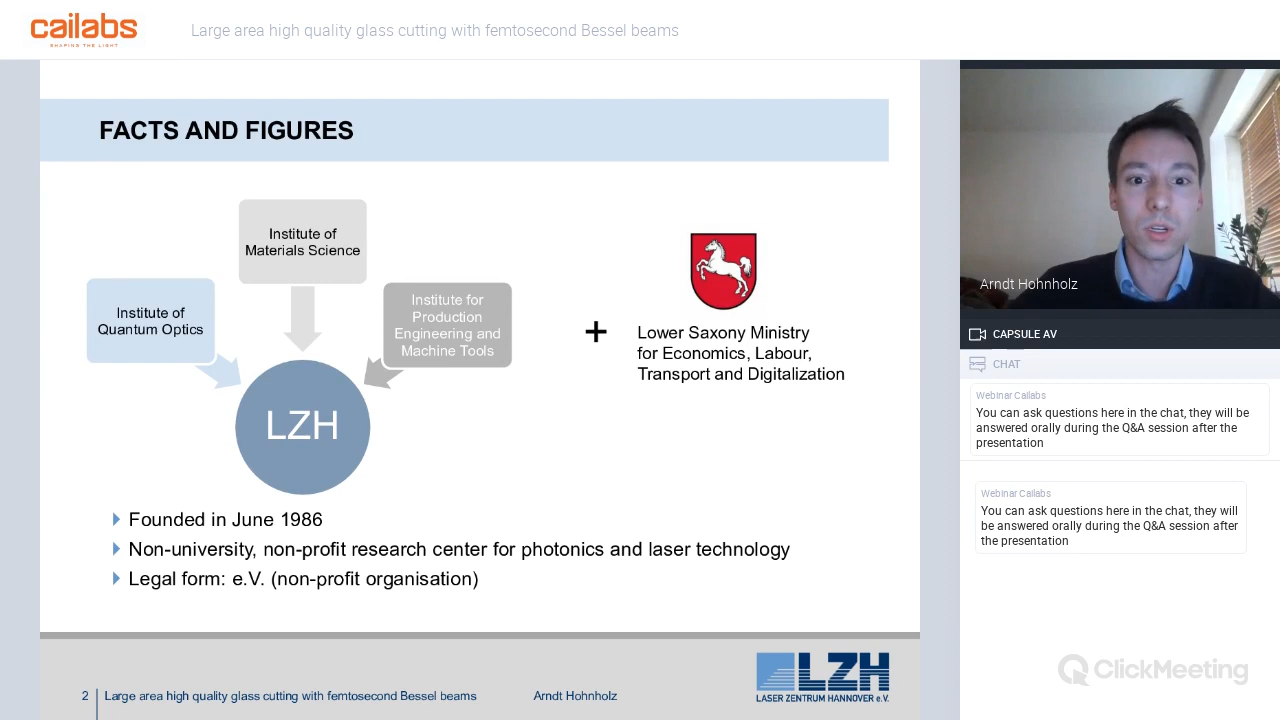 cailabs
SHAPING THE LIGHT
Large area high quality glass cutting with femtosecond Bessel beams
FACTS AND FIGURES
Institute of
Materials Science
Institute of
Quantum Optics
Institute for
Production
Engineering and
Machine Tools
LZH
+
Lower Saxony Ministry
for Economics, Labour,
Transport and Digitalization
Founded in June 1986
Non-university, non-profit research center for photonics and laser technology
Legal form: e.V. (non-profit organisation)
2
Large area high quality glass cutting with femtosecond Bessel beams
Arndt Hohnholz
LZH
LASER ZENTRUM HANNOVER e.V.
Arndt Hohnholz
CAPSULE AV
CHAT
Webinar Cailabs
You can ask questions here in the chat, they will be
answered orally during the Q&A session after the
presentation
Webinar Cailabs
You can ask questions here in the chat, they will
be answered orally during the Q&A session after
the presentation
ClickMeeting